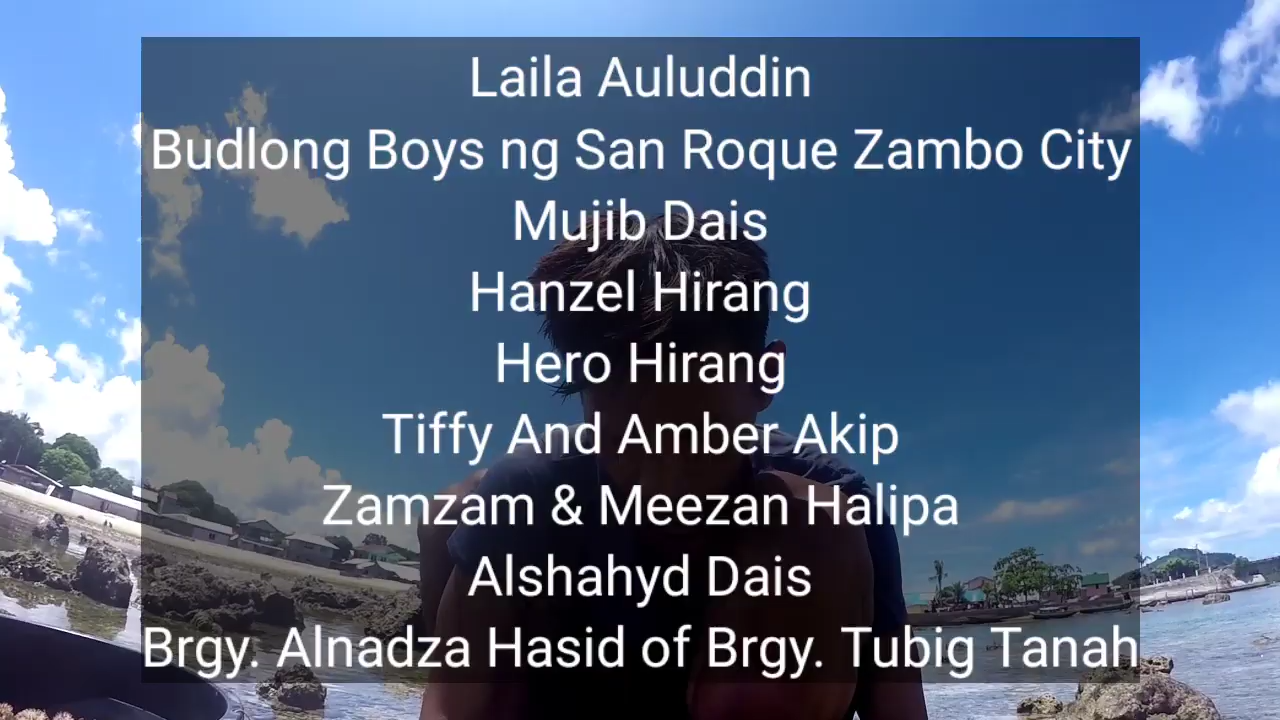 Laila Auluddin
Budlong Boys ng San Roque Zambo City
Mujib Dais
Hanzel Hirang
Hero Hirang
Tiffy And Amber Akip
Zamzam & Meezan Halipa
Alshahyd Dais
Brgy. Alnadza Hasid of Brgy. Tubig Tanah